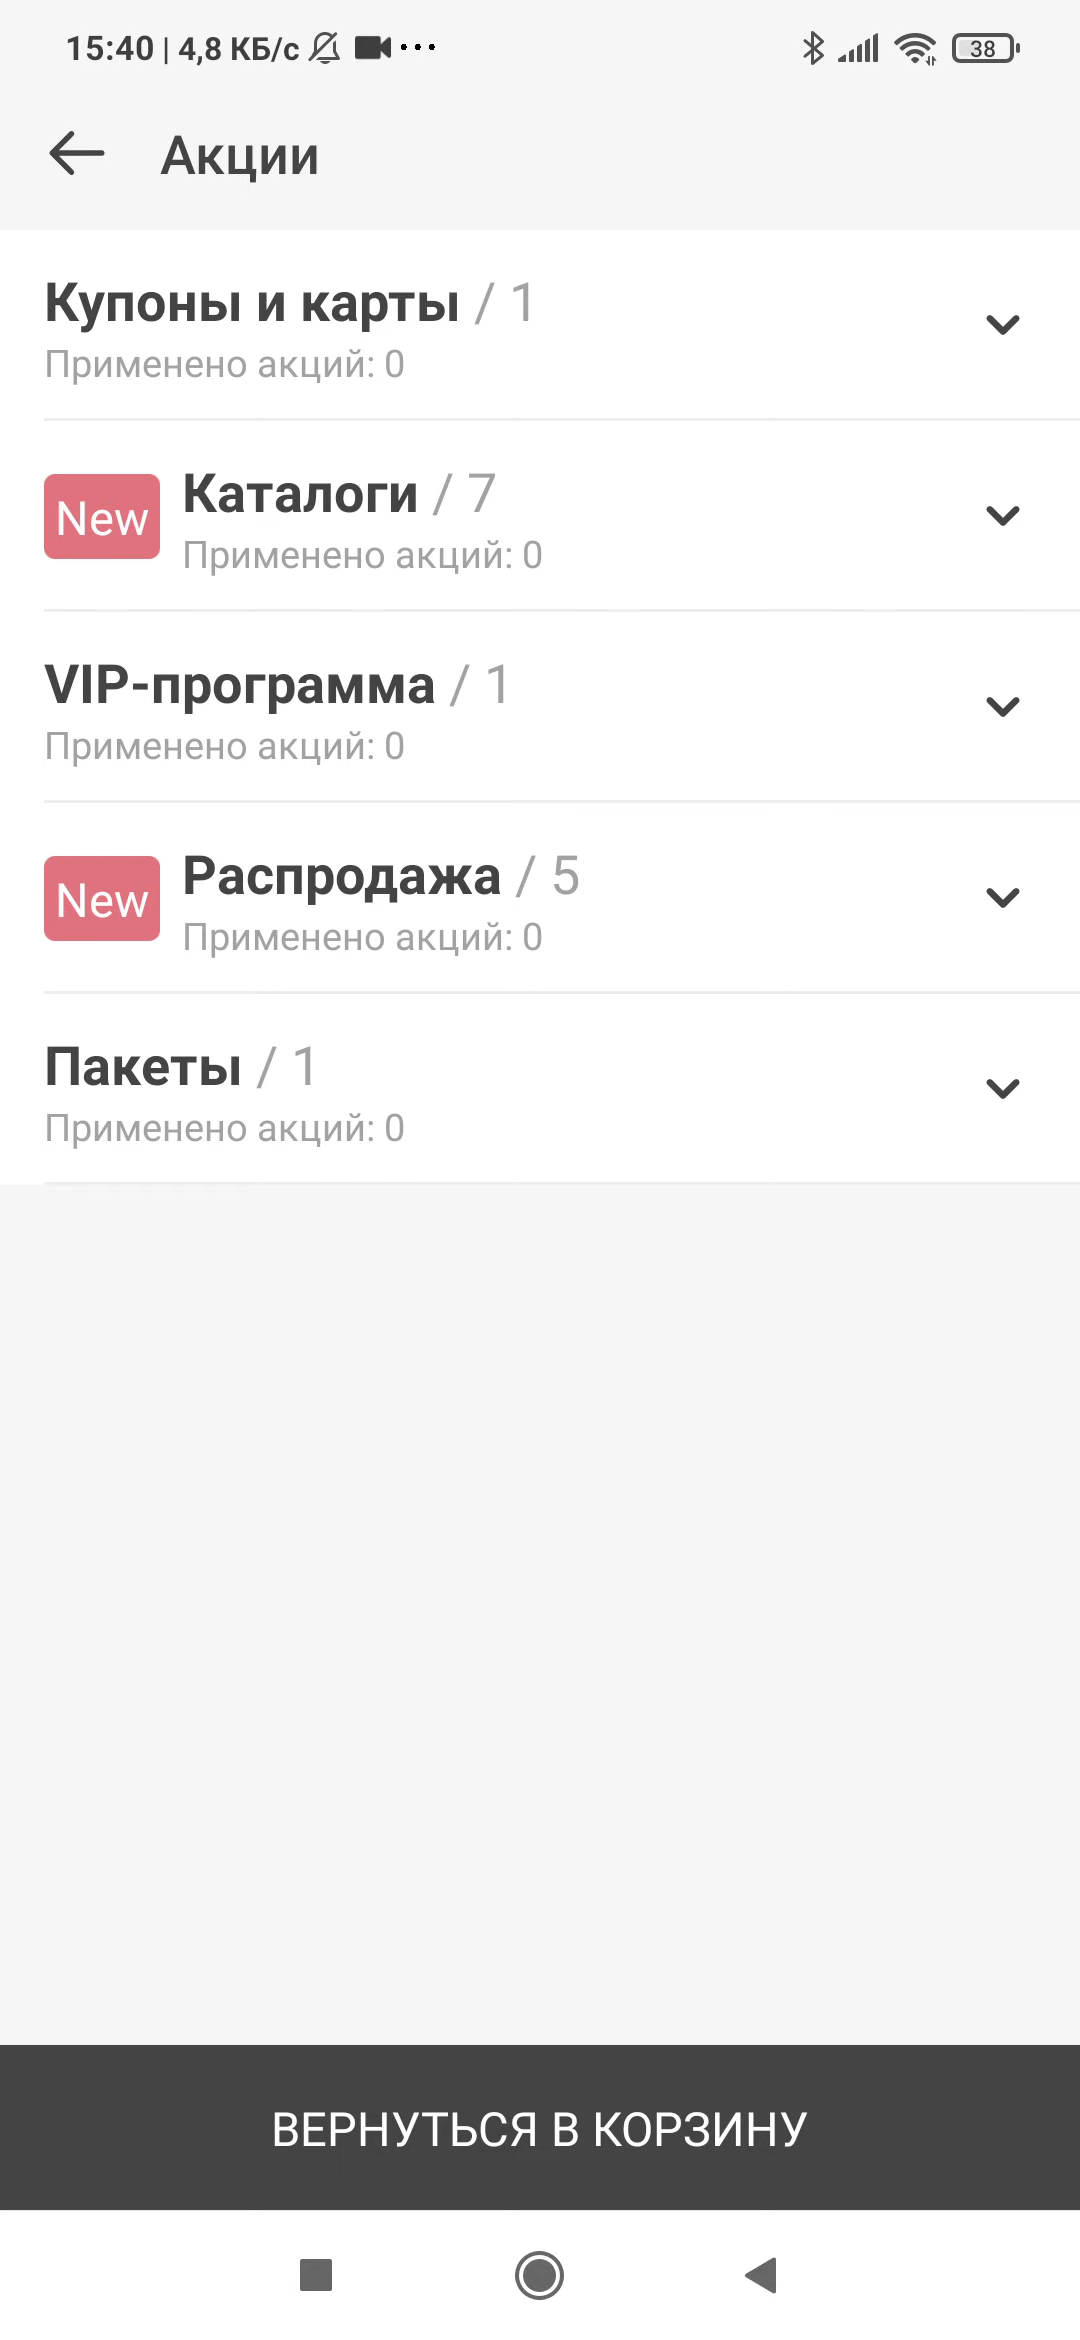 15:40 | 4,8 КБ/с
38
Акции
Купоны и карты / 1
Применено акций: 0
New
Каталоги / 7
Применено акций: 0
VIP-программа / 1
Применено акций: 0
New
Распродажа / 5
Применено акций: 0
Пакеты / 1
Применено акций: 0
ВЕРНУТЬСЯ В КОРЗИНУ